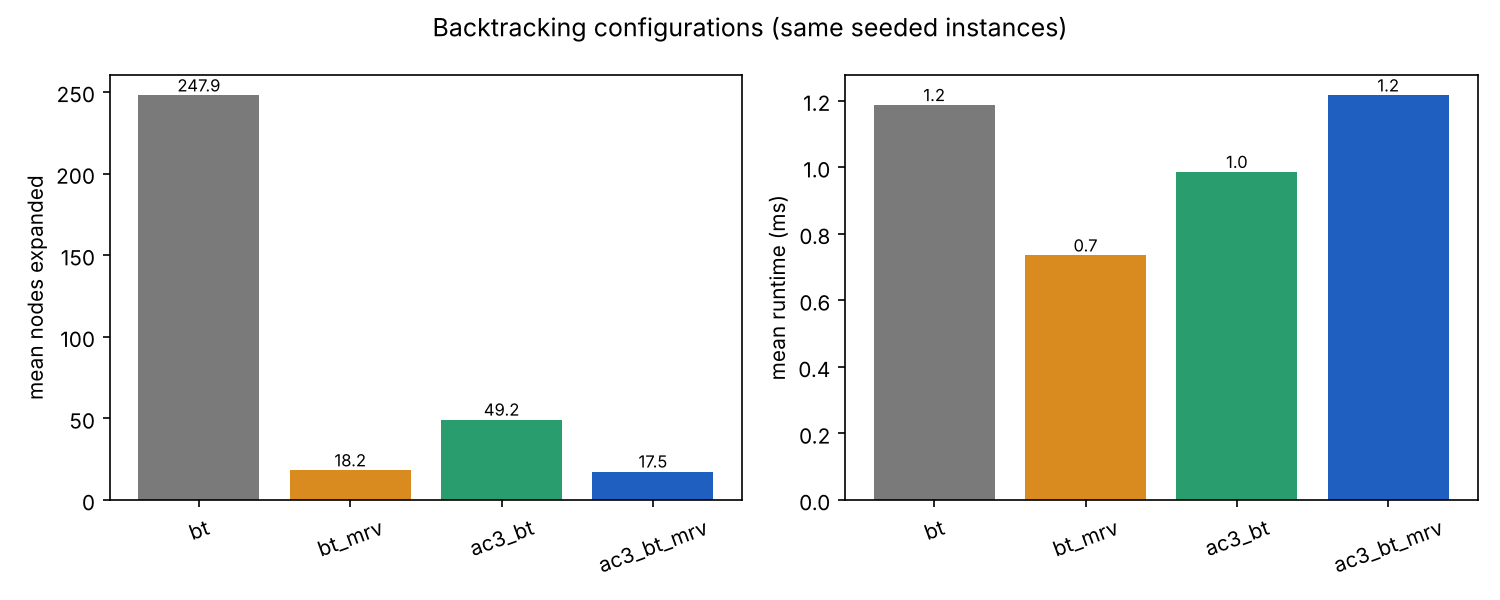 Backtracking configurations (same seeded instances)
mean nodes expanded
250
200
150
100
50
0
247.9
18.2
49.2
17.5
bt
bt_mrv
ac3_bt
ac3_bt_mrv
mean runtime (ms)
1.2
1.0
0.8
0.6
0.4
0.2
0.0
1.2
0.7
1.0
1.2
bt
bt_mrv
ac3_bt
ac3_bt_mrv